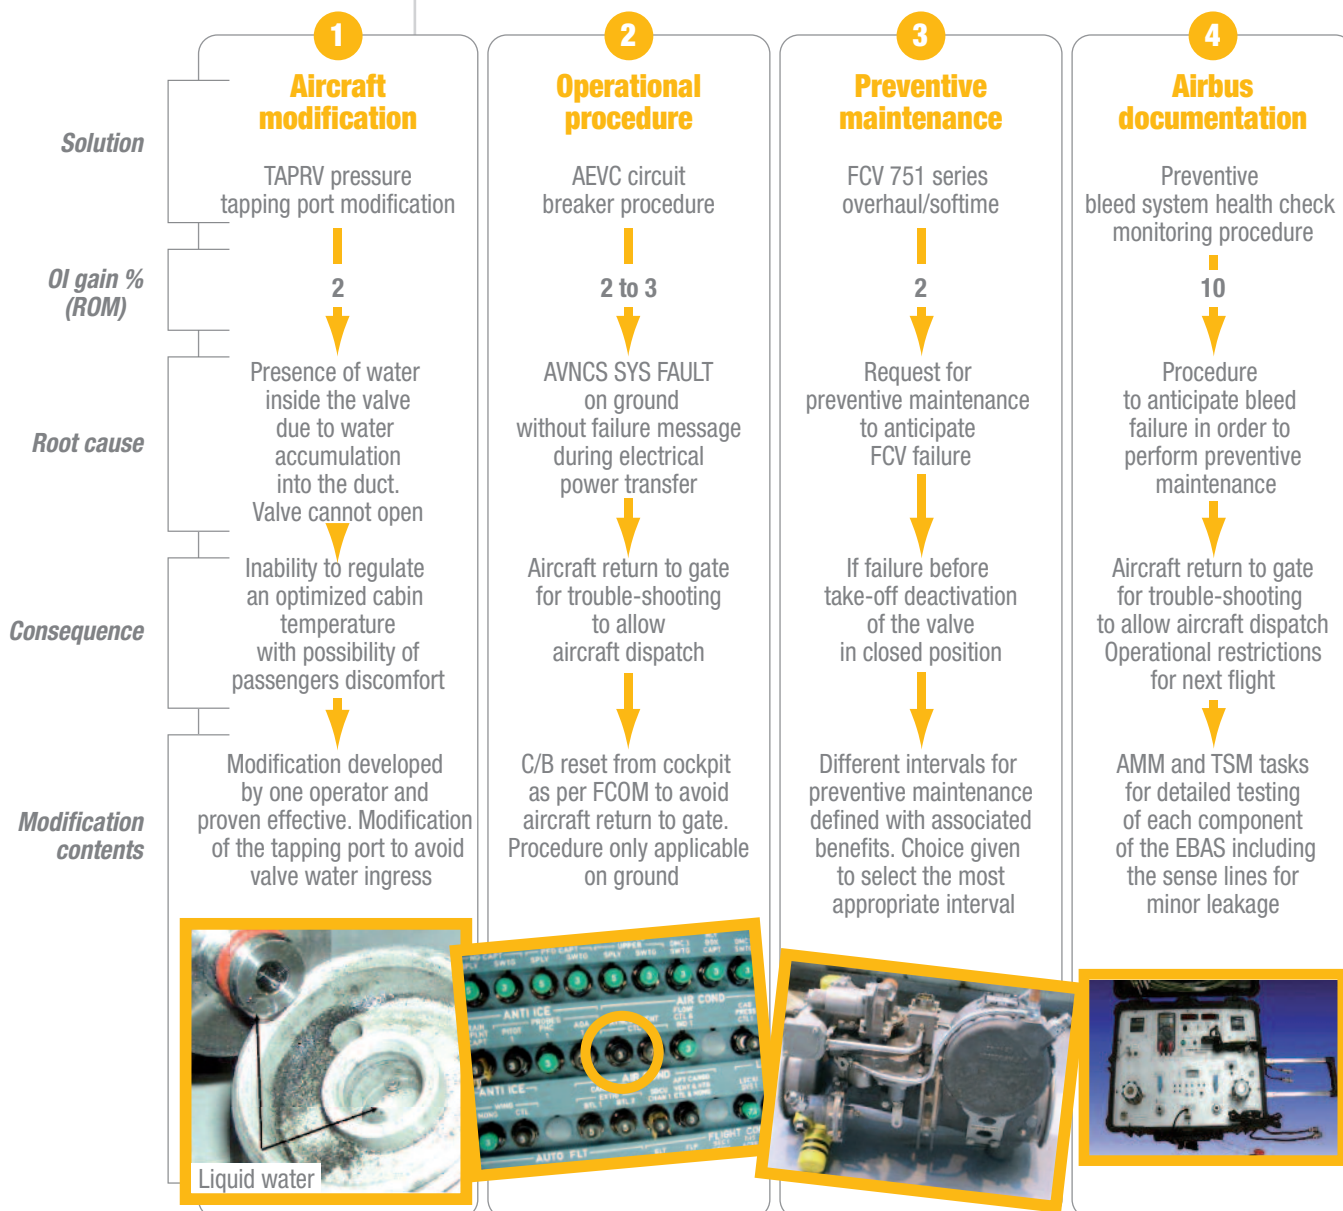 1
Aircraft
modification
TAPRV pressure
tapping port modification
2
Presence of water
inside the valve
due to water
accumulation
into the duct.
Valve cannot open
Inability to regulate
an optimized cabin
temperature
with possibility of
passengers discomfort
Modification developed
by one operator and
proven effective. Modification
of the tapping port to avoid
valve water ingress
Liquid water
2
Operational
procedure
AEVC circuit
breaker procedure
2 to 3
AVNCS SYS FAULT
on ground
without failure message
during electrical
power transfer
Aircraft return to gate
for trouble-shooting
to allow
aircraft dispatch
C/B reset from cockpit
as per FCOM to avoid
aircraft return to gate.
Procedure only applicable
on ground
UPPER
SPLY SWTG SPLY SWTG
ANTI ICE
AIR COND
PROBES
ANTI ICE
AIR COND
AUTO FLT
3
Preventive
maintenance
FCV 751 series
overhaul/softime
2
Request for
preventive maintenance
to anticipate
FCV failure
If failure before
take-off deactivation
of the valve
in closed position
Different intervals for
preventive maintenance
defined with associated
benefits. Choice given
to select the most
appropriate interval
4
Airbus
documentation
Preventive
bleed system health check
monitoring procedure
10
Procedure
to anticipate bleed
failure in order to
perform preventive
maintenance
Aircraft return to gate
for trouble-shooting
to allow aircraft dispatch
Operational restrictions
for next flight
AMM and TSM tasks
for detailed testing
of each component
of the EBAS including
the sense lines for
minor leakage
Solution
OI gain %
(ROM)
Root cause
Consequence
Modification
contents